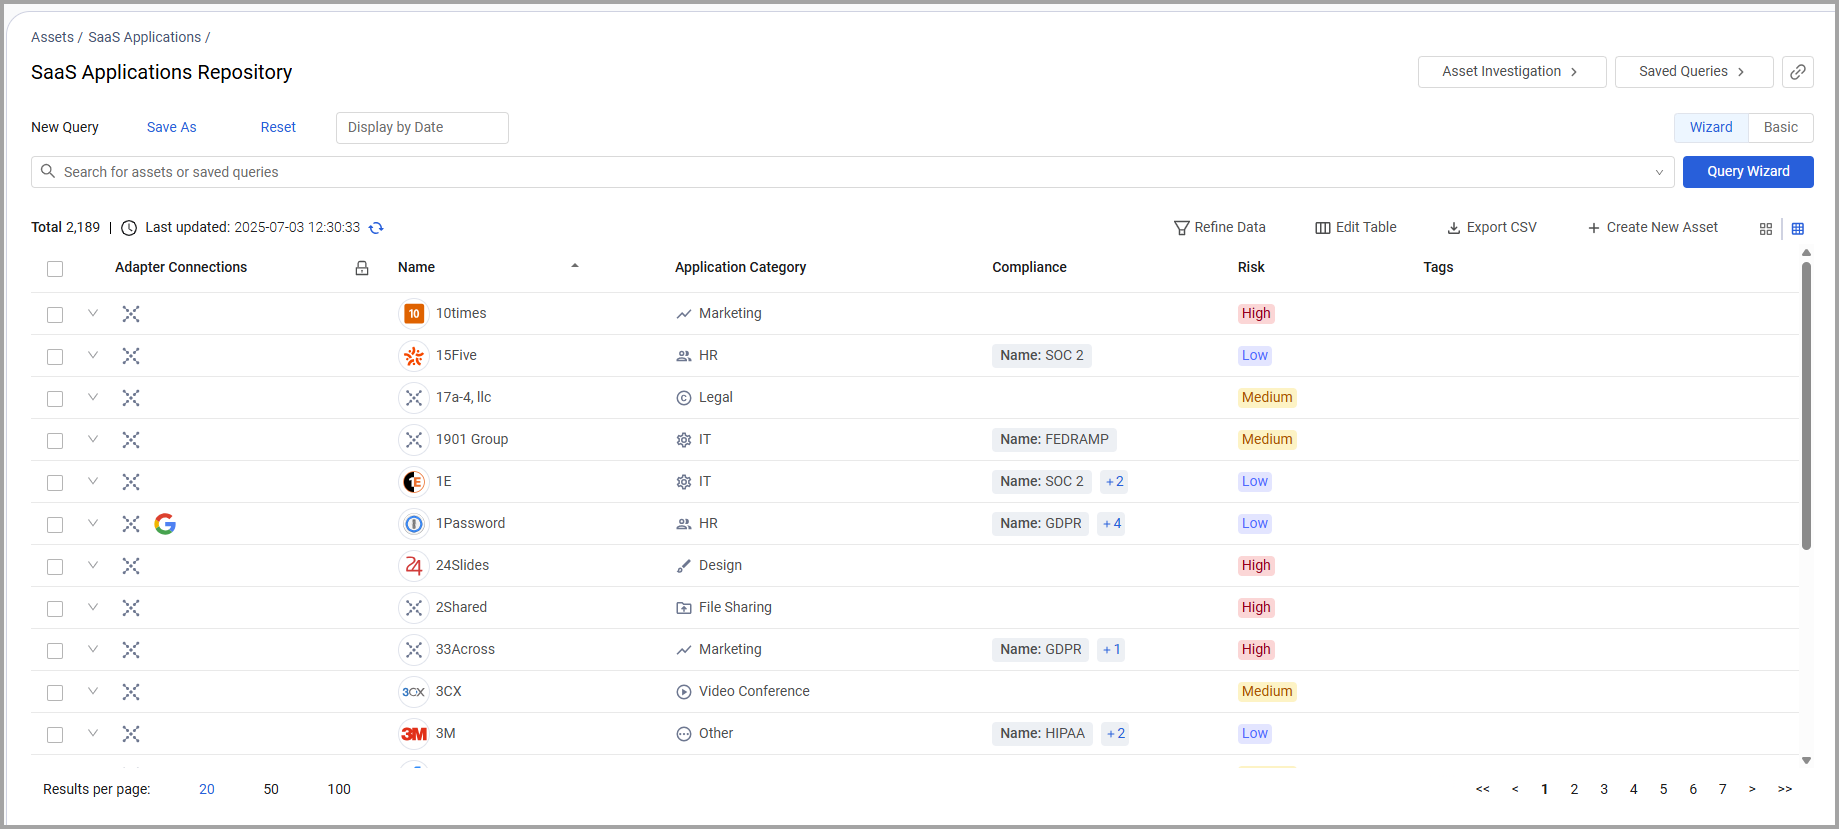 Assets / SaaS Applications /
SaaS Applications Repository
Asset Investigation >
Saved Queries >
New Query Save As Reset Display by Date
Wizard Basic
Search for assets or saved queries
Query Wizard
Total 2,189 | Last updated: 2025-07-03 12:30:33
Refine Data Edit Table Export CSV + Create New Asset
Adapter Connections Name Application Category Compliance Risk Tags
10 10times Marketing High
15Five HR Name: SOC 2 Low
17a-4, llc Legal Medium
1901 Group IT Name: FEDRAMP Medium
1E 1E IT Name: SOC 2 +2 Low
1Password HR Name: GDPR +4 Low
24 24Slides Design High
2Shared File Sharing High
33Across Marketing Name: GDPR +1 High
3CX 3CX Video Conference Medium
3M 3M Other Name: HIPAA +2 Low
Results per page: 20 50 100
<< < 1 2 3 4 5 6 7 > >>